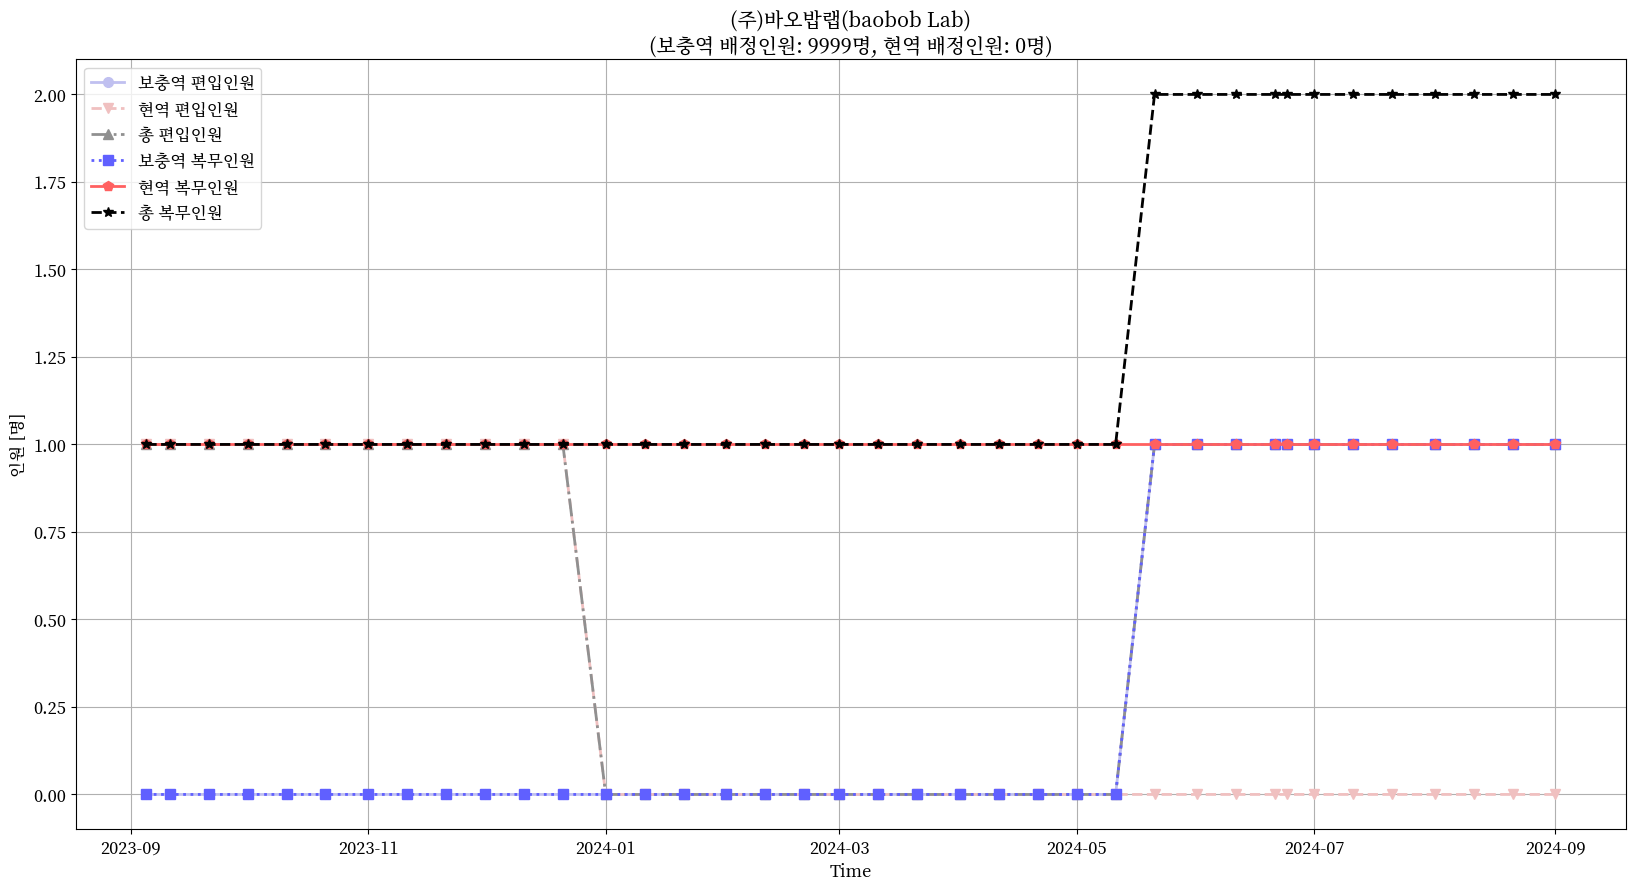 (주)바오밥랩(baobob Lab)
(보충역 배정인원: 9999명, 현역 배정인원: 0명)
보충역 편입인원
현역 편입인원
총 편입인원
보충역 복무인원
현역 복무인원
총 복무인원
2.00
1.75
1.50
1.25
1.00
0.75
0.50
0.25
0.00
인원 [명]
2023-09
2023-11
2024-01
2024-03
2024-05
2024-07
2024-09
Time